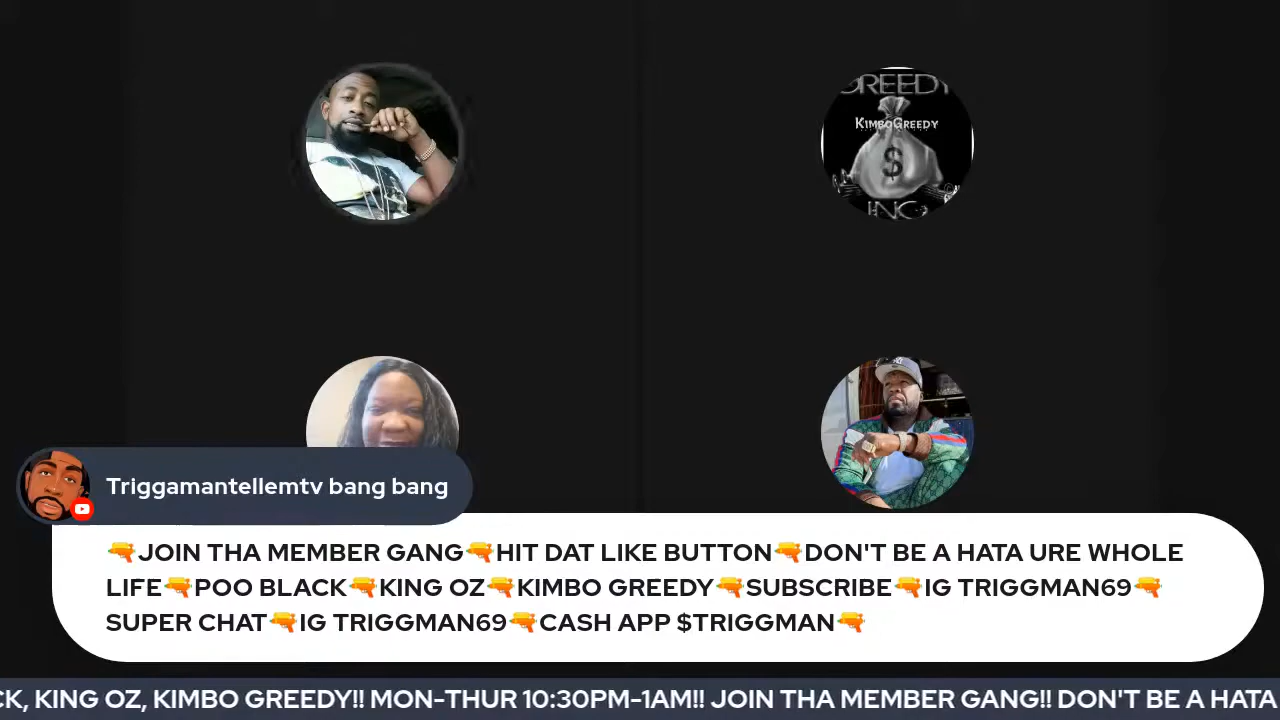 GREEDY
KIMBOGREEDY
$
INC
Triggamantellemtv bang bang
🔫JOIN THA MEMBER GANG🔫HIT DAT LIKE BUTTON🔫DON'T BE A HATA URE WHOLE
LIFE🔫POO BLACK🔫KING OZ🔫KIMBO GREEDY🔫SUBSCRIBE🔫IG TRIGGMAN69🔫
SUPER CHAT🔫IG TRIGGMAN69🔫CASH APP $TRIGGMAN🔫
CK, KING OZ, KIMBO GREEDY!! MON-THUR 10:30PM-1AM!! JOIN THA MEMBER GANG!! DON'T BE A HATA